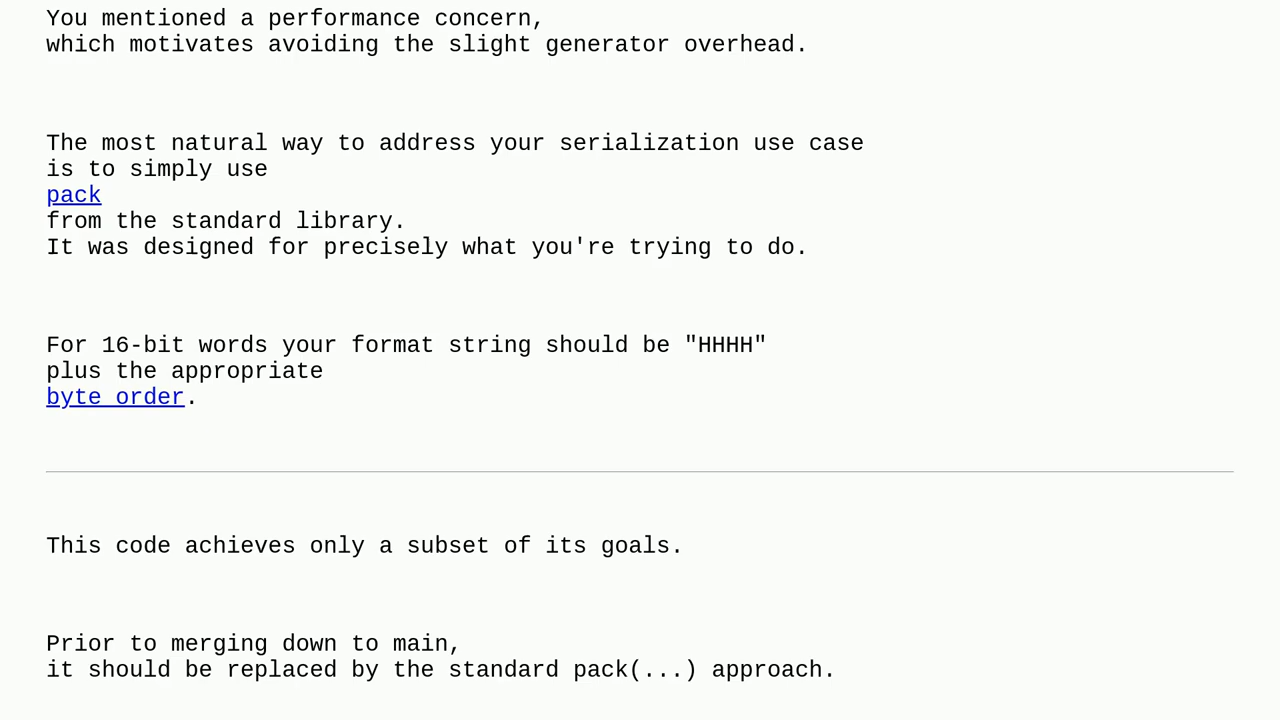 You mentioned a performance concern,
which motivates avoiding the slight generator overhead.
The most natural way to address your serialization use case
is to simply use
pack
from the standard library.
It was designed for precisely what you're trying to do.
For 16-bit words your format string should be "HHHH"
plus the appropriate
byte order.
This code achieves only a subset of its goals.
Prior to merging down to main,
it should be replaced by the standard pack(...) approach.